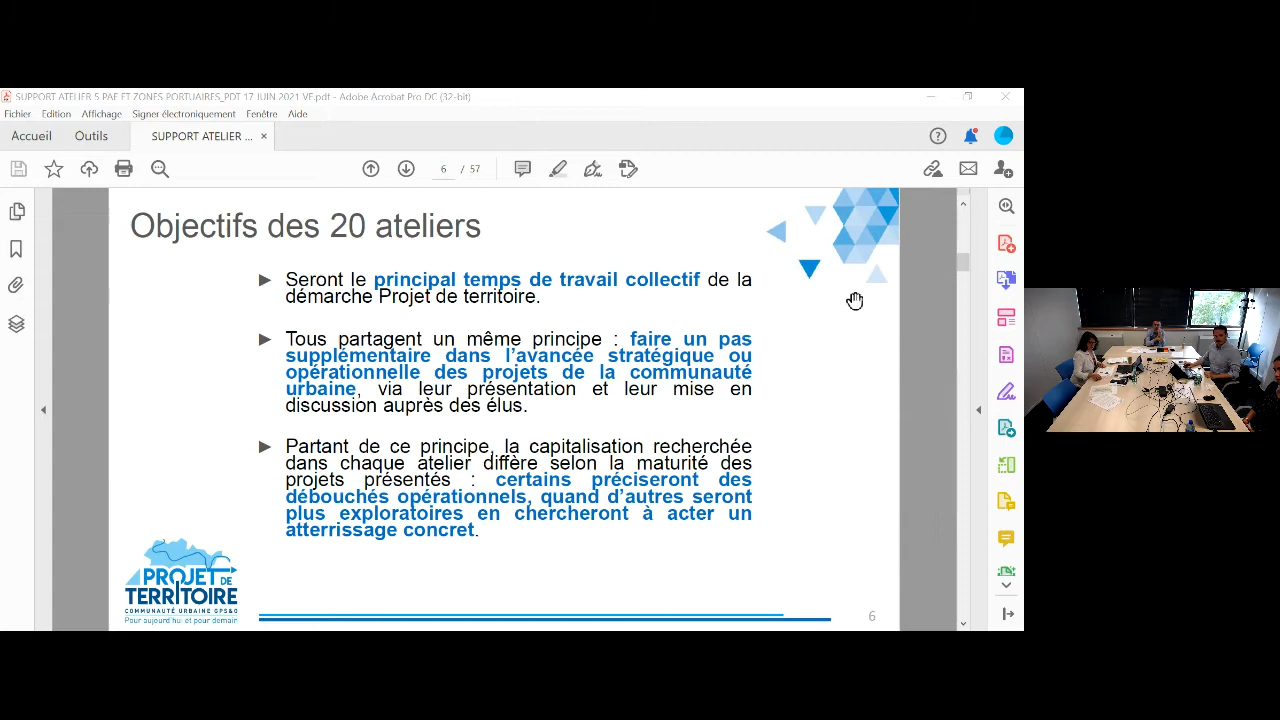 SUPPORT ATELIER 5 PAE ET ZONES PORTUAIRES_PDT 17 JUIN 2021 VE.pdf - Adobe Acrobat Pro DC (32-bit)
Fichier Edition Affichage Signer électroniquement Fenêtre Aide
Accueil Outils SUPPORT ATELIER ... ×
6 / 57
Objectifs des 20 ateliers
► Seront le principal temps de travail collectif de la
démarche Projet de territoire.
► Tous partagent un même principe : faire un pas
supplémentaire dans l’avancée stratégique ou
opérationnelle des projets de la communauté
urbaine, via leur présentation et leur mise en
discussion auprès des élus.
► Partant de ce principe, la capitalisation recherchée
dans chaque atelier diffère selon la maturité des
projets présentés : certains préciseront des
débouchés opérationnels, quand d’autres seront
plus exploratoires en chercheront à acter un
atterrissage concret.
PROJET DE
TERRITOIRE
COMMUNAUTÉ URBAINE GPS&O
Pour aujourd'hui et pour demain
6